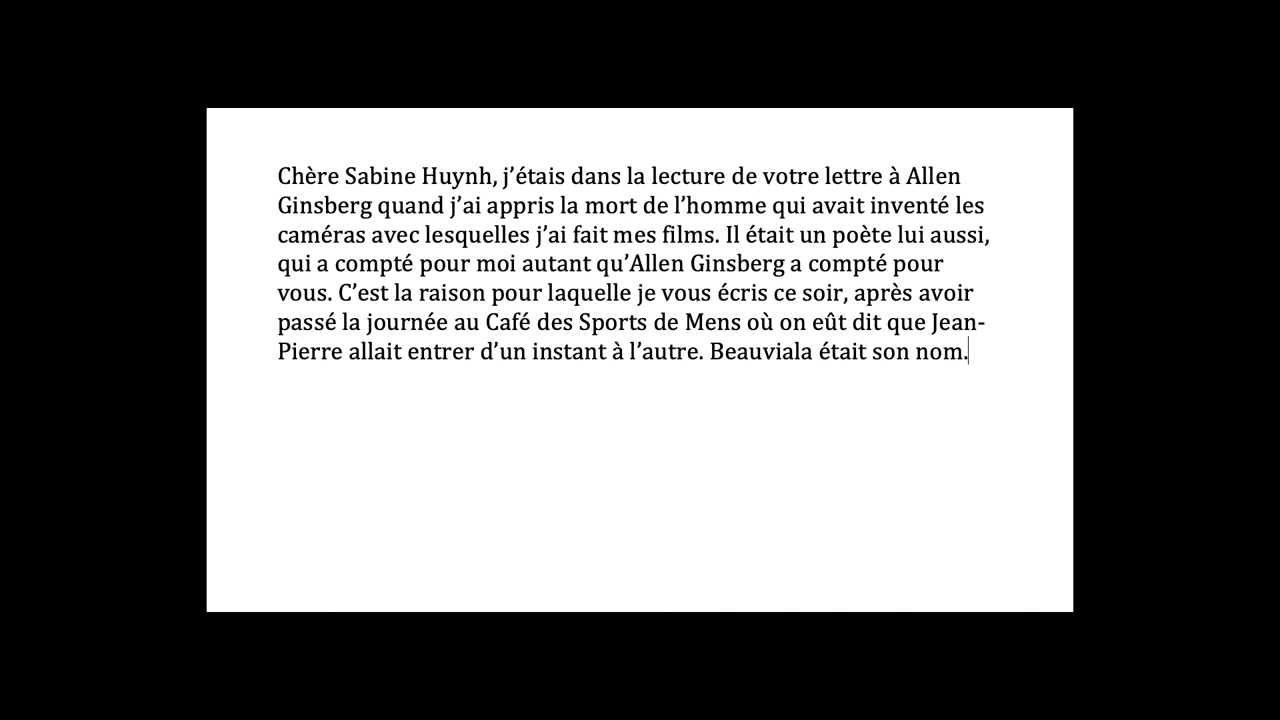 Chère Sabine Huynh, j’étais dans la lecture de votre lettre à Allen
Ginsberg quand j’ai appris la mort de l’homme qui avait inventé les
caméras avec lesquelles j’ai fait mes films. Il était un poète lui aussi,
qui a compté pour moi autant qu’Allen Ginsberg a compté pour
vous. C’est la raison pour laquelle je vous écris ce soir, après avoir
passé la journée au Café des Sports de Mens où on eût dit que Jean-
Pierre allait entrer d’un instant à l’autre. Beauviala était son nom.